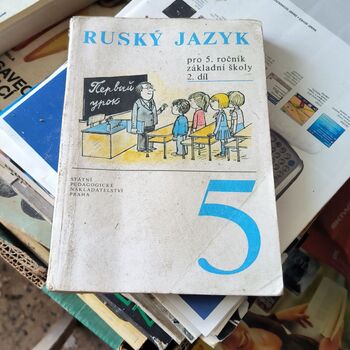 RUSKÝ JAZYK
pro 5. ročník
základní školy
2. díl
Первый
урок
STÁTNÍ
PEDAGOGICKÉ
NAKLADATELSTVÍ
PRAHA
5